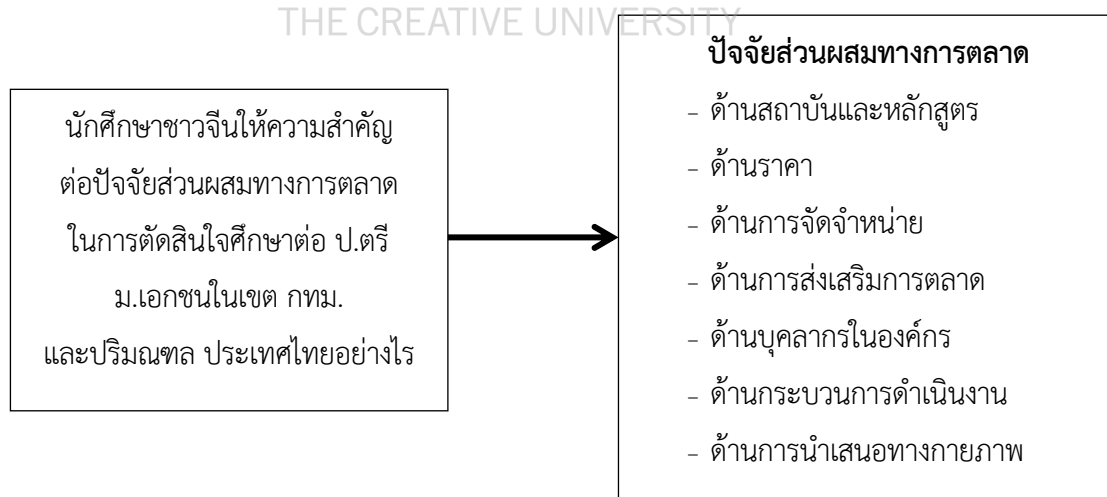 THE CREATIVE UNIVERSITY
นักศึกษาชาวจีนให้ความสำคัญ
ต่อปัจจัยส่วนผสมทางการตลาด
ในการตัดสินใจศึกษาต่อ ป.ตรี
ม.เอกชนในเขต กทม.
และปริมณฑล ประเทศไทยอย่างไร
ปัจจัยส่วนผสมทางการตลาด
- ด้านสถาบันและหลักสูตร
- ด้านราคา
- ด้านการจัดจำหน่าย
- ด้านการส่งเสริมการตลาด
- ด้านบุคลากรในองค์กร
- ด้านกระบวนการดำเนินงาน
- ด้านการนำเสนอทางกายภาพ